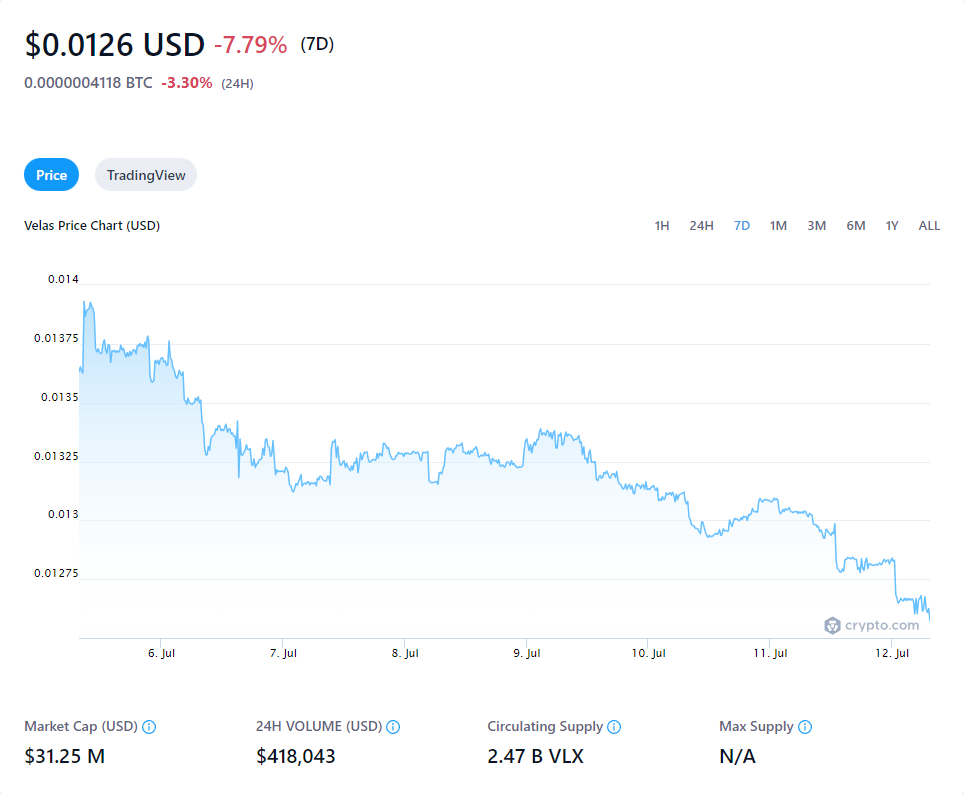 $0.0126 USD -7.79% (7D)
0.0000004118 BTC -3.30% (24H)
Price TradingView
Velas Price Chart (USD) 1H 24H 7D 1M 3M 6M 1Y ALL
0.014
0.01375
0.0135
0.01325
0.013
0.01275
crypto.com
6. Jul 7. Jul 8. Jul 9. Jul 10. Jul 11. Jul 12. Jul
Market Cap (USD) 24H VOLUME (USD) Circulating Supply Max Supply
$31.25 M $418,043 2.47 B VLX N/A